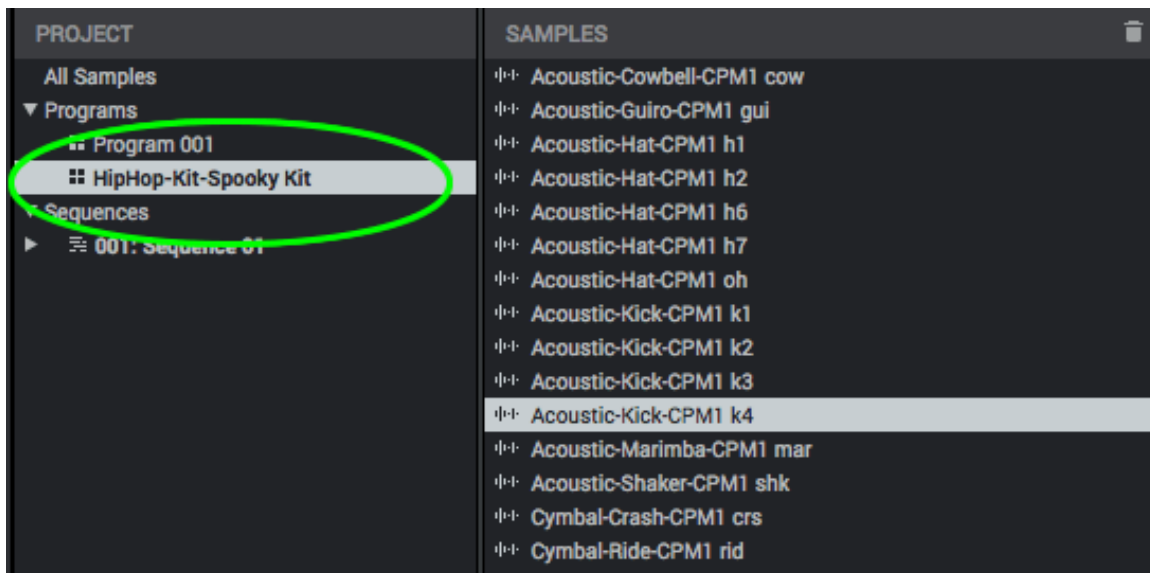 PROJECT
All Samples
Programs
Program 001
HipHop-Kit-Spooky Kit
Sequences
001: Sequence 01
SAMPLES
Acoustic-Cowbell-CPM1 cow
Acoustic-Guiro-CPM1 gui
Acoustic-Hat-CPM1 h1
Acoustic-Hat-CPM1 h2
Acoustic-Hat-CPM1 h6
Acoustic-Hat-CPM1 h7
Acoustic-Hat-CPM1 oh
Acoustic-Kick-CPM1 k1
Acoustic-Kick-CPM1 k2
Acoustic-Kick-CPM1 k3
Acoustic-Kick-CPM1 k4
Acoustic-Marimba-CPM1 mar
Acoustic-Shaker-CPM1 shk
Cymbal-Crash-CPM1 crs
Cymbal-Ride-CPM1 rid